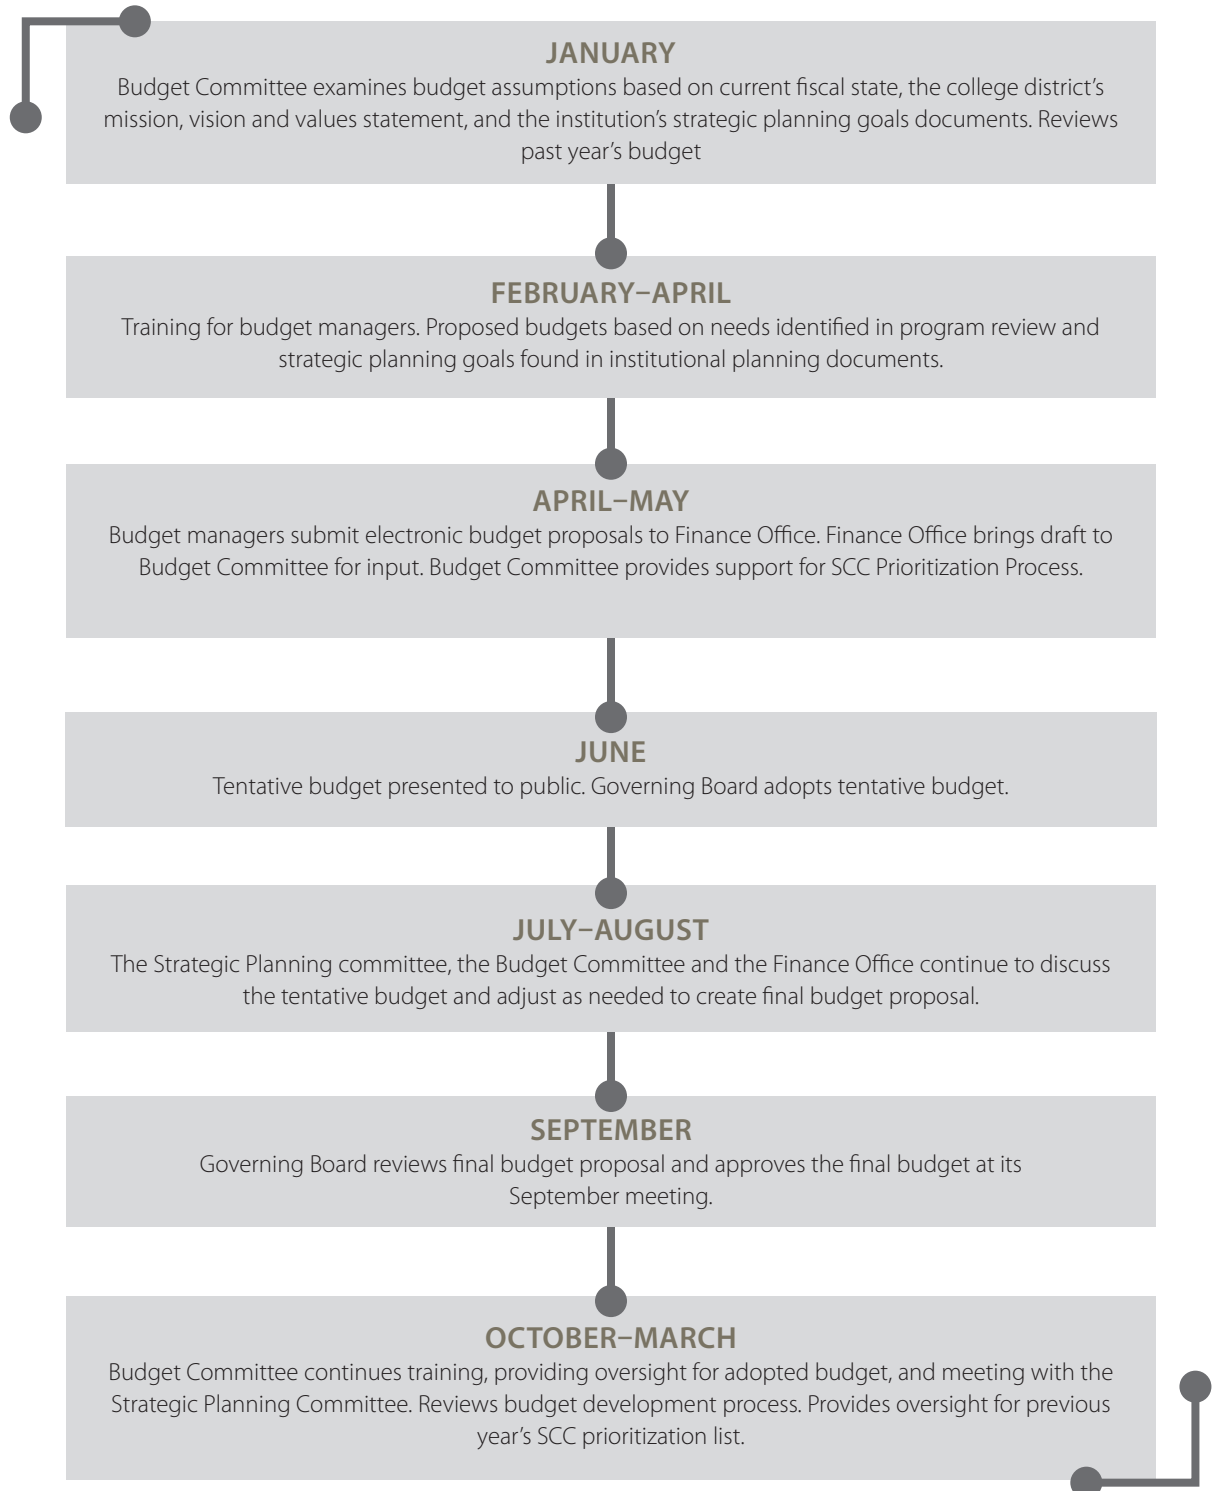 JANUARY
Budget Committee examines budget assumptions based on current fiscal state, the college district’s
mission, vision and values statement, and the institution’s strategic planning goals documents. Reviews
past year’s budget
FEBRUARY–APRIL
Training for budget managers. Proposed budgets based on needs identified in program review and
strategic planning goals found in institutional planning documents.
APRIL–MAY
Budget managers submit electronic budget proposals to Finance Office. Finance Office brings draft to
Budget Committee for input. Budget Committee provides support for SCC Prioritization Process.
JUNE
Tentative budget presented to public. Governing Board adopts tentative budget.
JULY–AUGUST
The Strategic Planning committee, the Budget Committee and the Finance Office continue to discuss
the tentative budget and adjust as needed to create final budget proposal.
SEPTEMBER
Governing Board reviews final budget proposal and approves the final budget at its
September meeting.
OCTOBER–MARCH
Budget Committee continues training, providing oversight for adopted budget, and meeting with the
Strategic Planning Committee. Reviews budget development process. Provides oversight for previous
year’s SCC prioritization list.